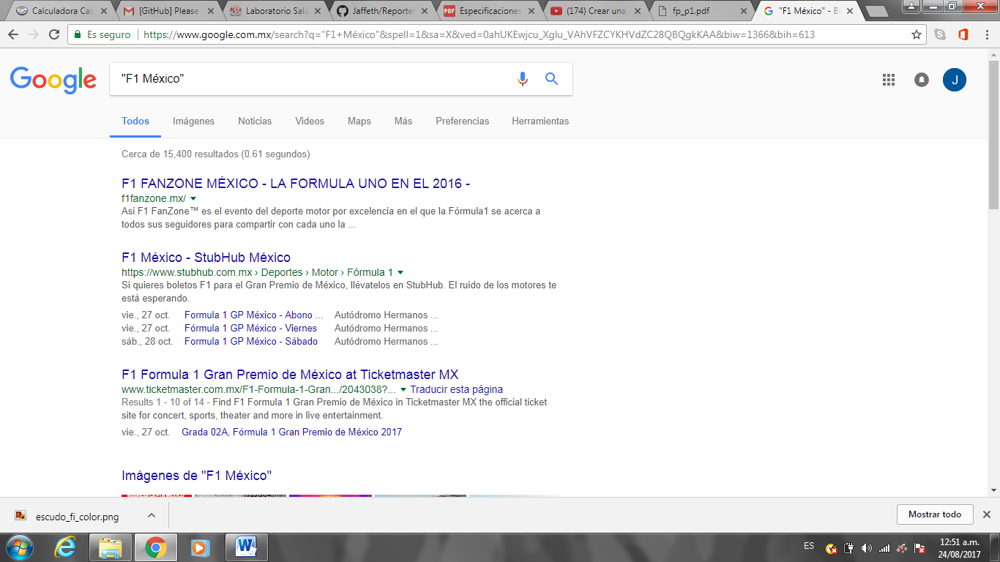 Calculadora Cas
[GitHub] Please
Laboratorio Sala
Jaffeth/Reporte
Especificaciones
(174) Crear una
fp_p1.pdf
"F1 México" - B
Es seguro
https://www.google.com.mx/search?q="F1+México"&spell=1&sa=X&ved=0ahUKEwjcu_Xglu_VAhVFZCYKHVdZC28QBQgkKAA&biw=1366&bih=613
Google
"F1 México"
J
Todos
Imágenes
Noticias
Videos
Maps
Más
Preferencias
Herramientas
Cerca de 15,400 resultados (0.61 segundos)
F1 FANZONE MÉXICO - LA FORMULA UNO EN EL 2016 -
f1fanzone.mx/
Asi F1 FanZone™ es el evento del deporte motor por excelencia en el que la Fórmula1 se acerca a
todos sus seguidores para compartir con cada uno la ...
F1 México - StubHub México
https://www.stubhub.com.mx › Deportes › Motor › Fórmula 1
Si quieres boletos F1 para el Gran Premio de México, llévatelos en StubHub. El ruido de los motores te
está esperando.
vie., 27 oct. Formula 1 GP México - Abono ... Autódromo Hermanos ...
vie., 27 oct. Fórmula 1 GP México - Viernes Autódromo Hermanos ...
sáb., 28 oct. Formula 1 GP México - Sábado Autódromo Hermanos ...
F1 Formula 1 Gran Premio de México at Ticketmaster MX
www.ticketmaster.com.mx/F1-Formula-1-Gran.../2043038?... Traducir esta página
Results 1 - 10 of 14 - Find F1 Formula 1 Gran Premio de México in Ticketmaster MX the official ticket
site for concert, sports, theater and more in live entertainment.
vie., 27 oct. Grada 02A, Fórmula 1 Gran Premio de México 2017
Imágenes de "F1 México"
escudo_fi_color.png
Mostrar todo
ES
12:51 a.m.
24/08/2017